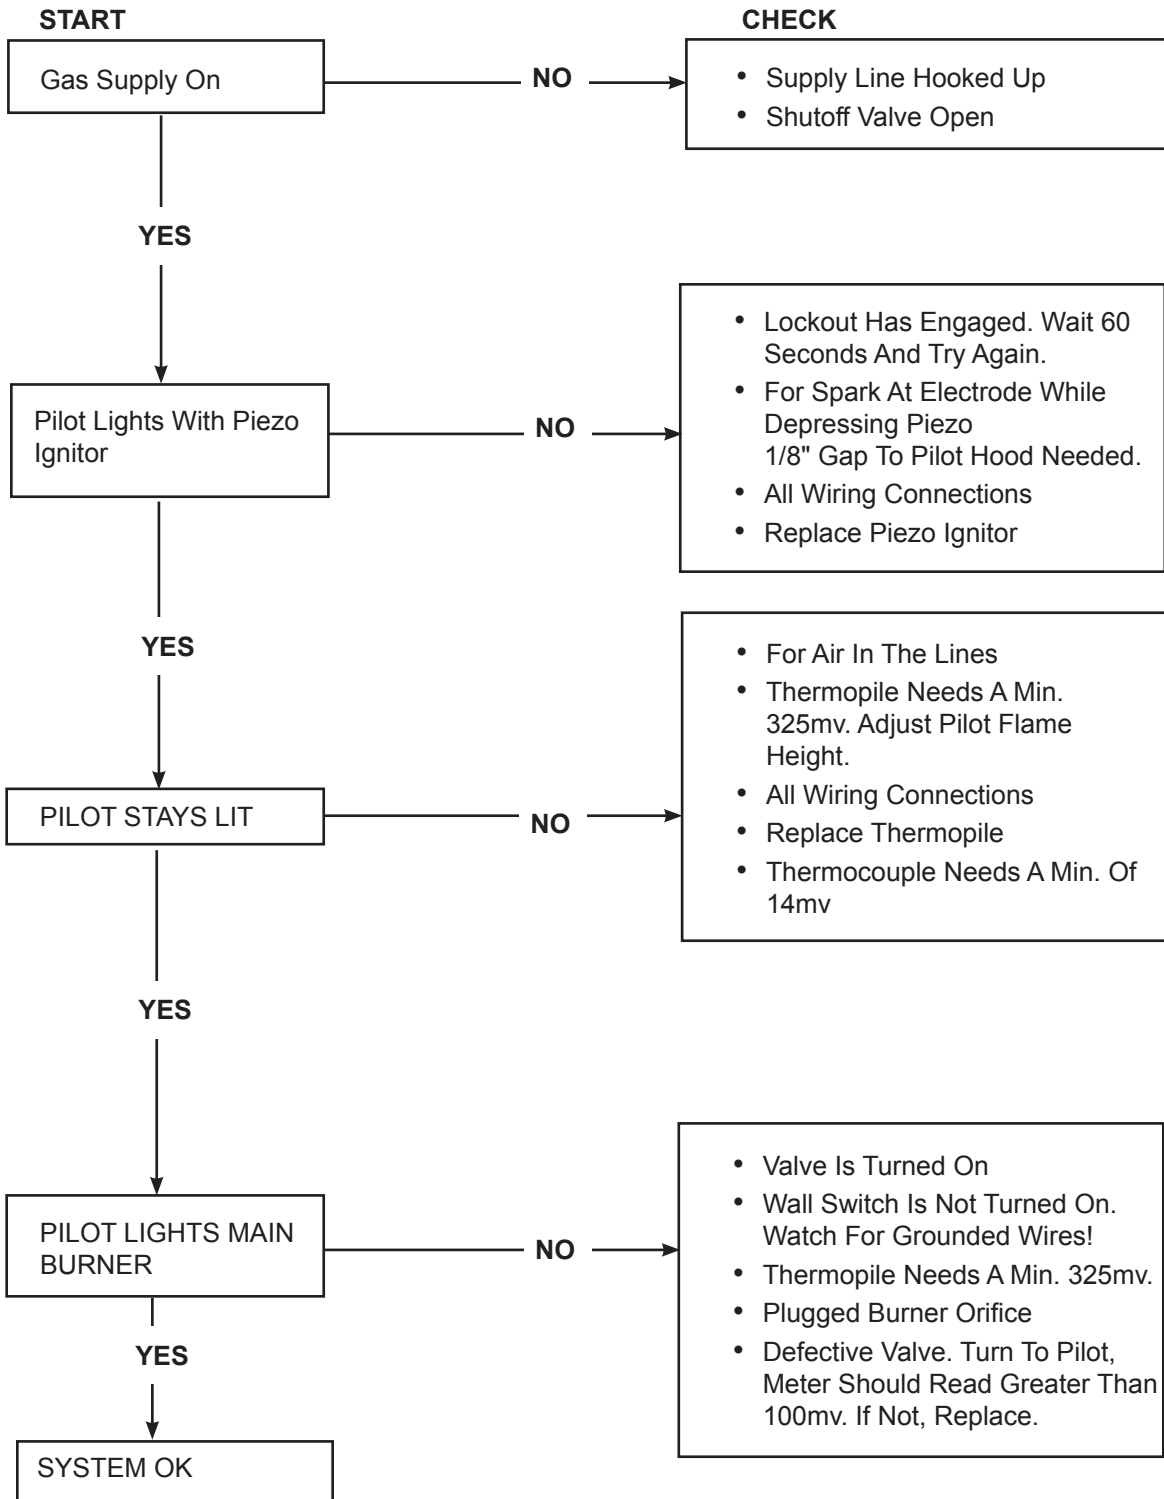 START
CHECK
Gas Supply On
NO
• Supply Line Hooked Up
• Shutoff Valve Open
YES
Pilot Lights With Piezo
Ignitor
NO
• Lockout Has Engaged. Wait 60
Seconds And Try Again.
• For Spark At Electrode While
Depressing Piezo
1/8" Gap To Pilot Hood Needed.
• All Wiring Connections
• Replace Piezo Ignitor
YES
PILOT STAYS LIT
NO
• For Air In The Lines
• Thermopile Needs A Min.
325mv. Adjust Pilot Flame
Height.
• All Wiring Connections
• Replace Thermopile
• Thermocouple Needs A Min. Of
14mv
YES
PILOT LIGHTS MAIN
BURNER
NO
• Valve Is Turned On
• Wall Switch Is Not Turned On.
Watch For Grounded Wires!
• Thermopile Needs A Min. 325mv.
• Plugged Burner Orifice
• Defective Valve. Turn To Pilot,
Meter Should Read Greater Than
100mv. If Not, Replace.
YES
SYSTEM OK